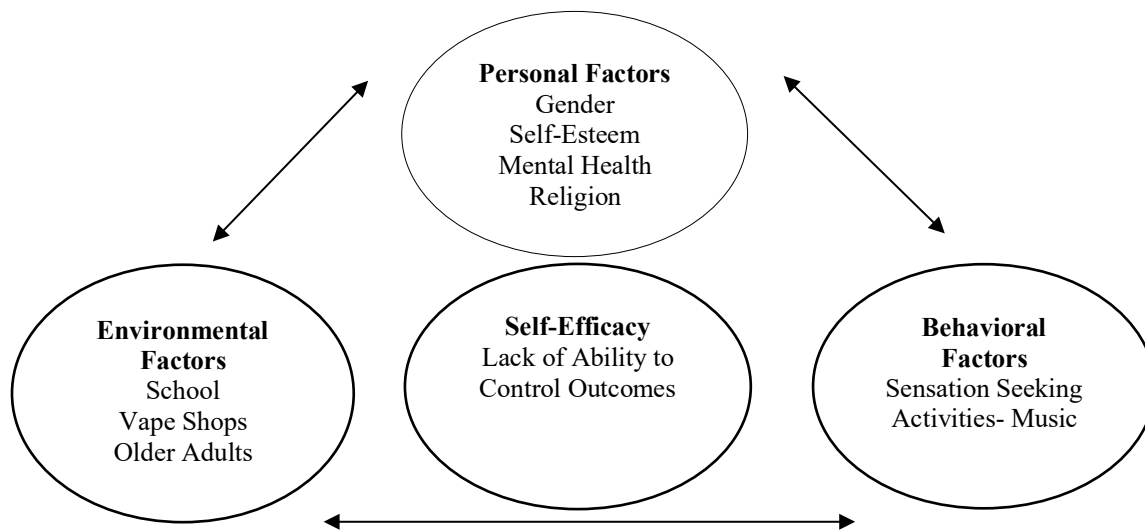 Personal Factors
Gender
Self-Esteem
Mental Health
Religion
Environmental
Factors
School
Vape Shops
Older Adults
Self-Efficacy
Lack of Ability to
Control Outcomes
Behavioral
Factors
Sensation Seeking
Activities- Music